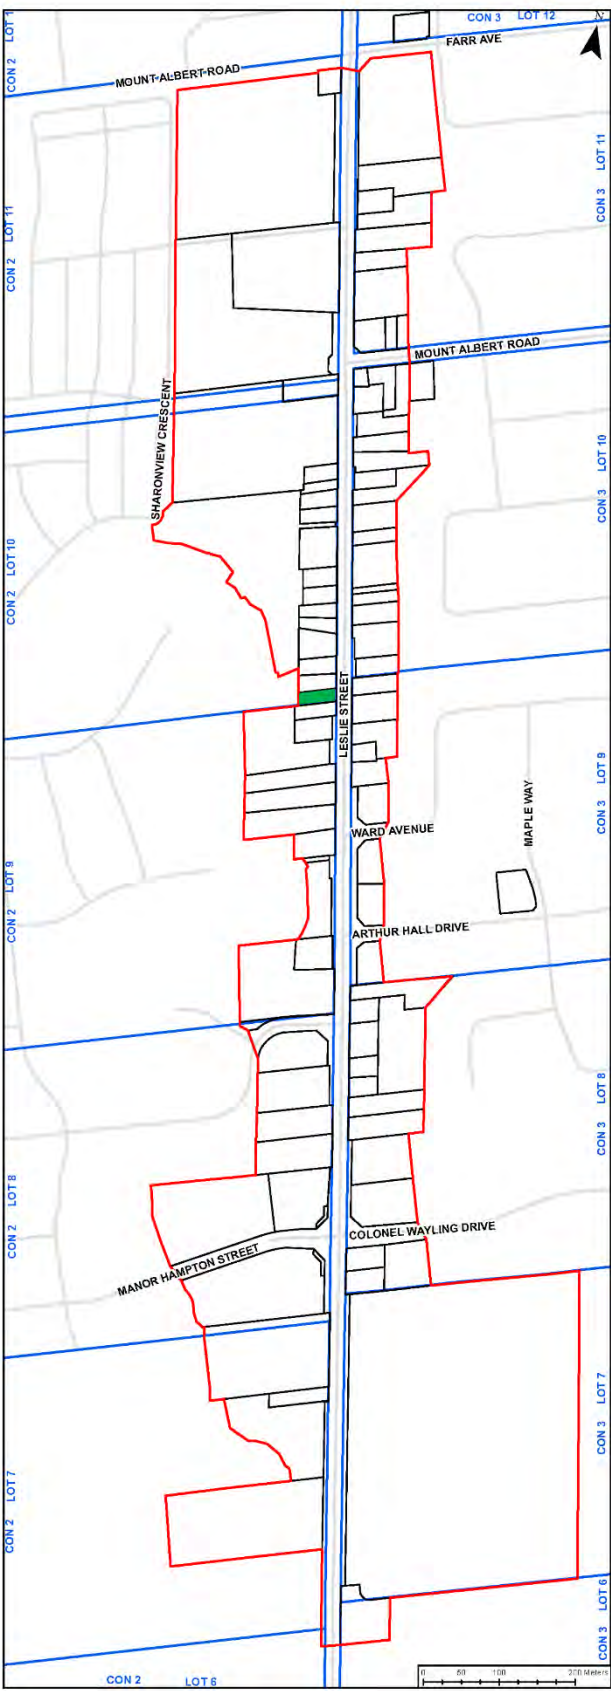 CON 3 LOT 12
N
CON 2 LOT 1
FARR AVE
MOUNT ALBERT ROAD
CON 3 LOT 11
CON 2 LOT 11
MOUNT ALBERT ROAD
SHARONVIEW CRESCENT
CON 3 LOT 10
CON 2 LOT 10
LESLIE STREET
CON 3 LOT 9
MAPLE WAY
WARD AVENUE
CON 2 LOT 9
ARTHUR HALL DRIVE
CON 3 LOT 8
CON 2 LOT 8
COLONEL WAYLING DRIVE
MANOR HAMPTON STREET
CON 3 LOT 7
CON 2 LOT 7
CON 3 LOT 6
CON 2 LOT 6
0 50 100 200 Meters